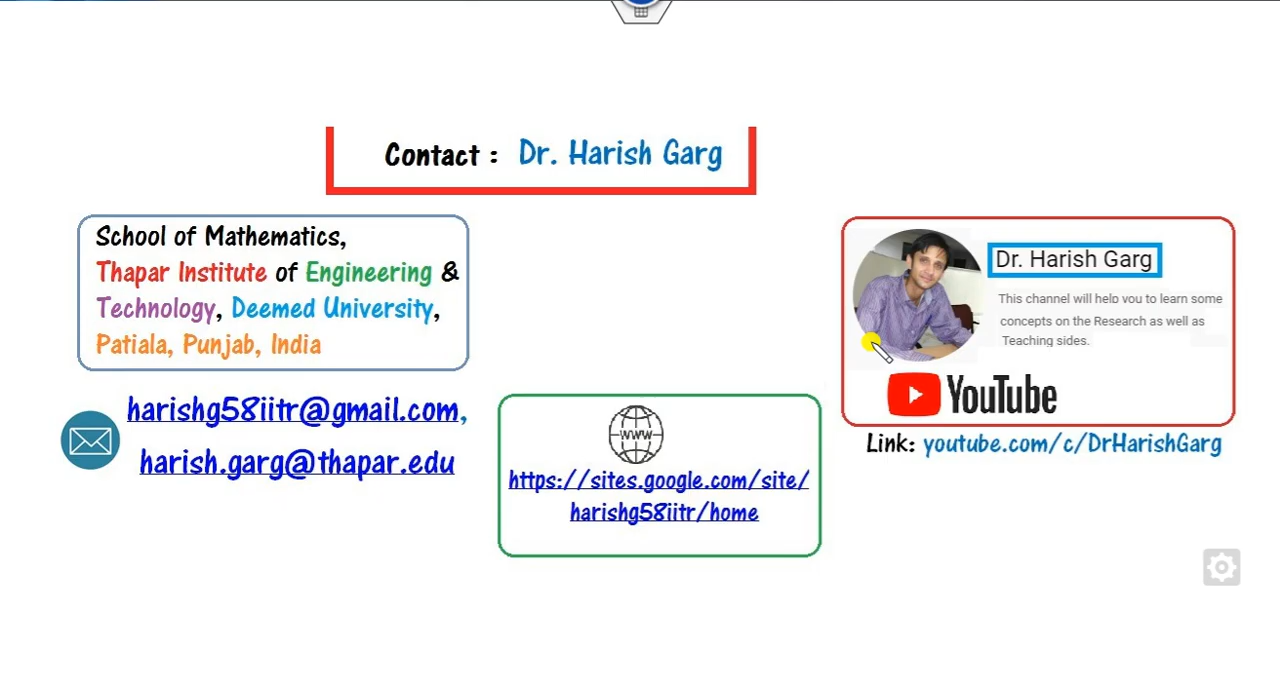 Contact : Dr. Harish Garg
School of Mathematics,
Thapar Institute of Engineering &
Technology, Deemed University,
Patiala, Punjab, India
harishg58iitr@gmail.com,
harish.garg@thapar.edu
WWW
https://sites.google.com/site/
harishg58iitr/home
Dr. Harish Garg
This channel will help you to learn some
concepts on the Research as well as
Teaching sides.
YouTube
Link: youtube.com/c/DrHarishGarg